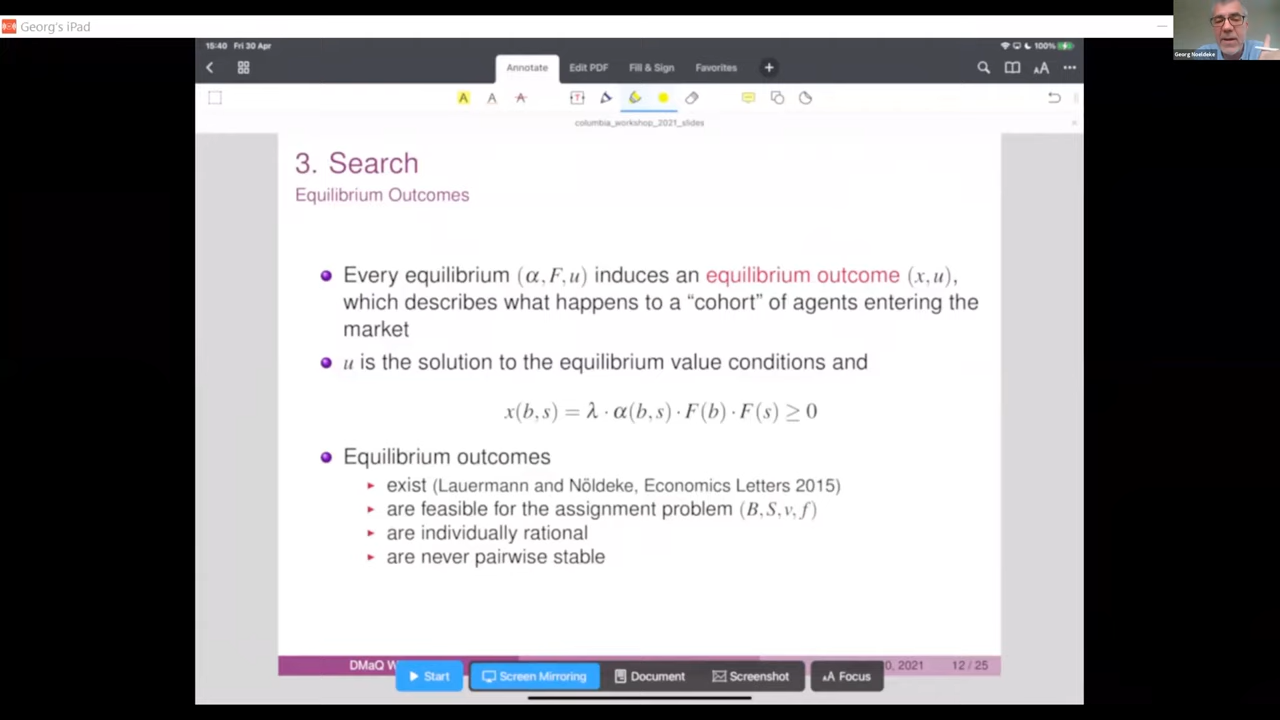 Georg's iPad
Georg Noeldeke
15:40 Fri 30 Apr
100%
Annotate Edit PDF Fill & Sign Favorites
columbia_workshop_2021_slides
3. Search
Equilibrium Outcomes
Every equilibrium (α, F, u) induces an equilibrium outcome (x, u),
which describes what happens to a “cohort” of agents entering the
market
u is the solution to the equilibrium value conditions and
x(b, s) = λ · α(b, s) · F(b) · F(s) ≥ 0
Equilibrium outcomes
exist (Lauermann and Nöldeke, Economics Letters 2015)
are feasible for the assignment problem (B, S, v, f)
are individually rational
are never pairwise stable
DMaQ W 0, 2021 12 / 25
Start Screen Mirroring Document Screenshot AA Focus